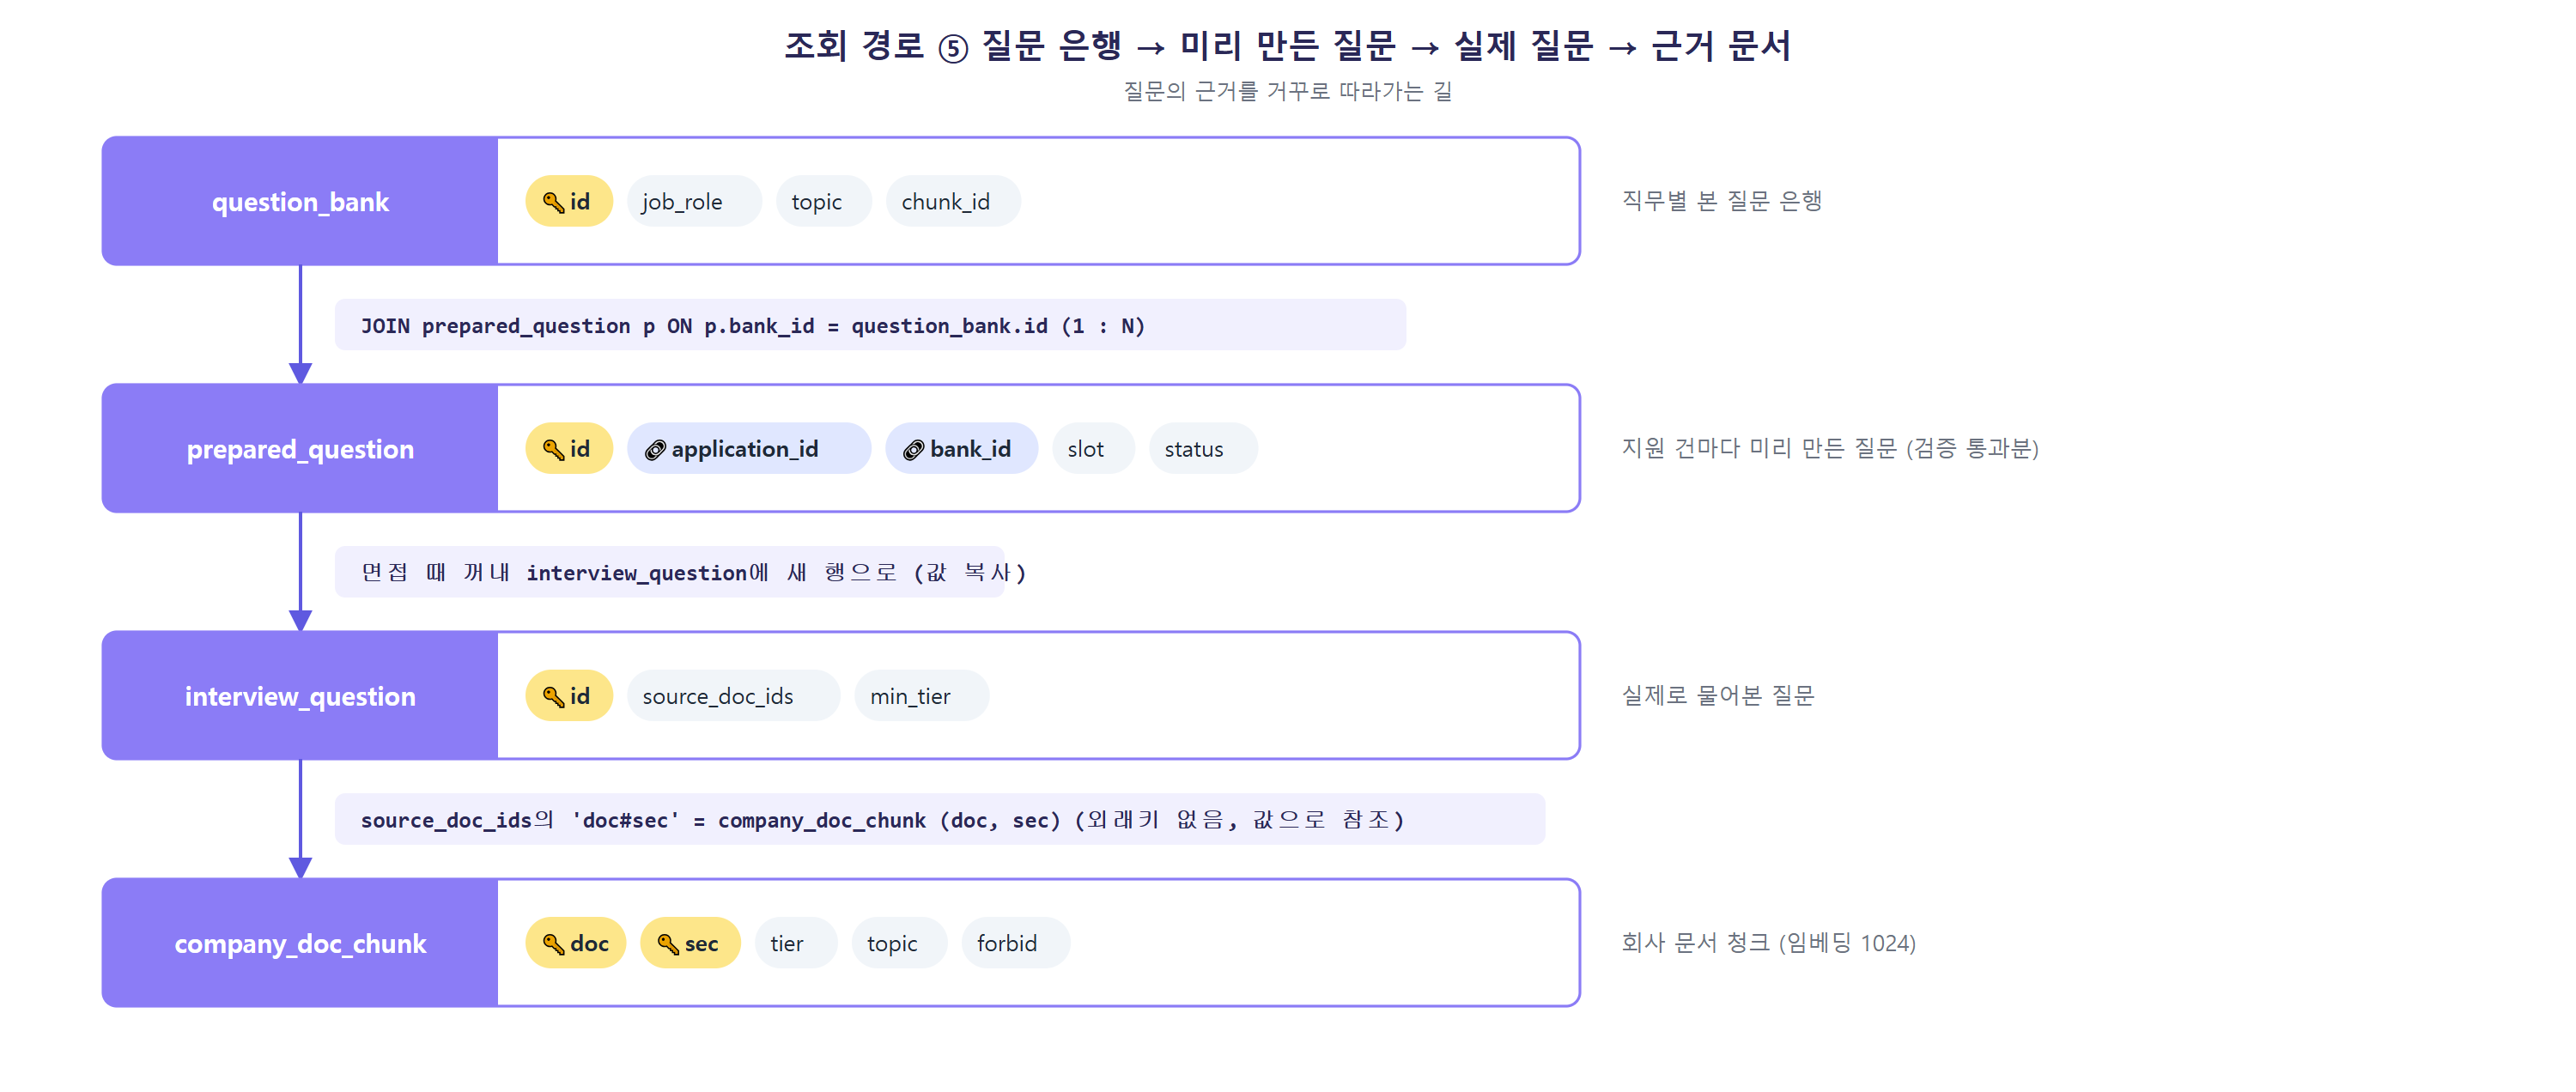 조회 경로 ⑤ 질문 은행 → 미리 만든 질문 → 실제 질문 → 근거 문서
질문의 근거를 거꾸로 따라가는 길
question_bank
id job_role topic chunk_id
직무별 본 질문 은행
JOIN prepared_question p ON p.bank_id = question_bank.id (1 : N)
prepared_question
id application_id bank_id slot status
지원 건마다 미리 만든 질문 (검증 통과분)
면접 때 꺼내 interview_question에 새 행으로 (값 복사)
interview_question
id source_doc_ids min_tier
실제로 물어본 질문
source_doc_ids의 'doc#sec' = company_doc_chunk (doc, sec) (외래키 없음, 값으로 참조)
company_doc_chunk
doc sec tier topic forbid
회사 문서 청크 (임베딩 1024)